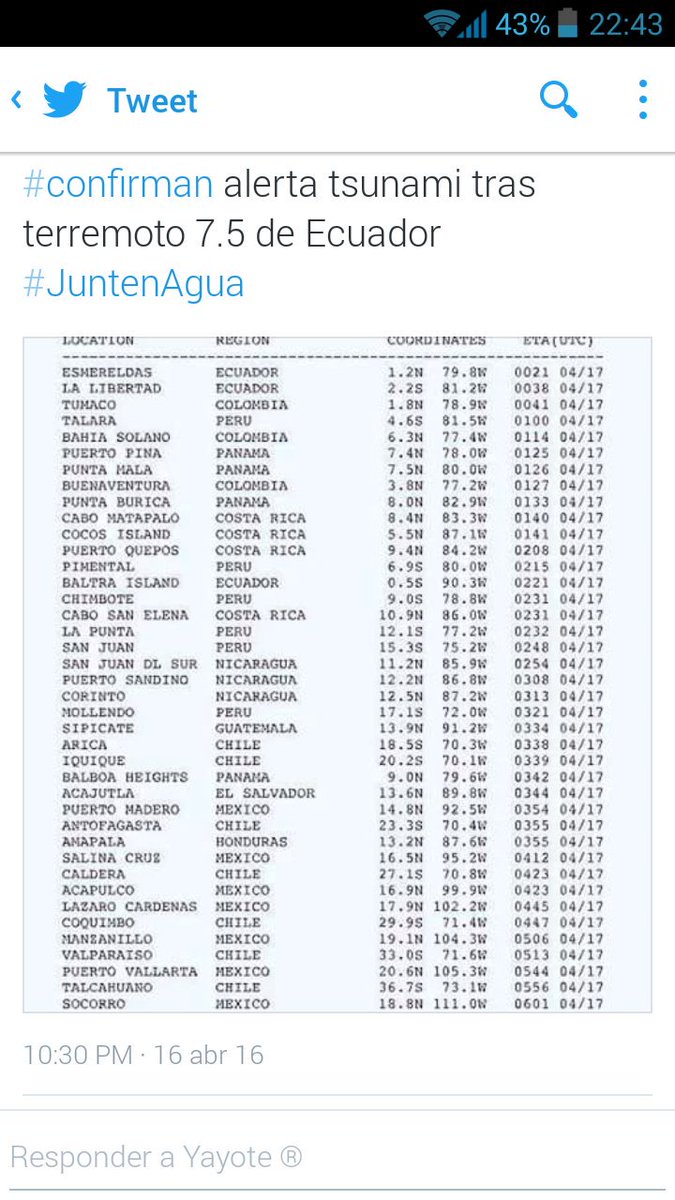 43% 22:43
Tweet
#confirman alerta tsunami tras
terremoto 7.5 de Ecuador
#JuntenAgua
LOCATION REGION COORDINATES ETA(UTC)
------------------------------------------------------------
ESMERELDAS ECUADOR 1.2N 79.8W 0021 04/17
LA LIBERTAD ECUADOR 2.2S 81.2W 0038 04/17
TUMACO COLOMBIA 1.8N 78.9W 0041 04/17
TALARA PERU 4.6S 81.5W 0100 04/17
BAHIA SOLANO COLOMBIA 6.3N 77.4W 0114 04/17
PUERTO PINA PANAMA 7.4N 78.0W 0125 04/17
PUNTA MALA PANAMA 7.5N 80.0W 0126 04/17
BUENAVENTURA COLOMBIA 3.8N 77.2W 0127 04/17
PUNTA BURICA PANAMA 8.0N 82.9W 0133 04/17
CABO MATAPALO COSTA RICA 8.4N 83.3W 0140 04/17
COCOS ISLAND COSTA RICA 5.5N 87.1W 0141 04/17
PUERTO QUEPOS COSTA RICA 9.4N 84.2W 0208 04/17
PIMENTAL PERU 6.9S 80.0W 0215 04/17
BALTRA ISLAND ECUADOR 0.5S 90.3W 0221 04/17
CHIMBOTE PERU 9.0S 78.8W 0231 04/17
CABO SAN ELENA COSTA RICA 10.9N 86.0W 0231 04/17
LA PUNTA PERU 12.1S 77.2W 0232 04/17
SAN JUAN PERU 15.3S 75.2W 0248 04/17
SAN JUAN DL SUR NICARAGUA 11.2N 85.9W 0254 04/17
PUERTO SANDINO NICARAGUA 12.2N 86.8W 0308 04/17
CORINTO NICARAGUA 12.5N 87.2W 0313 04/17
MOLLENDO PERU 17.1S 72.0W 0321 04/17
SIPICATE GUATEMALA 13.9N 91.2W 0334 04/17
ARICA CHILE 18.5S 70.3W 0338 04/17
IQUIQUE CHILE 20.2S 70.1W 0339 04/17
BALBOA HEIGHTS PANAMA 9.0N 79.6W 0342 04/17
ACAJUTLA EL SALVADOR 13.6N 89.8W 0344 04/17
PUERTO MADERO MEXICO 14.8N 92.5W 0354 04/17
ANTOFAGASTA CHILE 23.3S 70.4W 0355 04/17
AMAPALA HONDURAS 13.2N 87.6W 0355 04/17
SALINA CRUZ MEXICO 16.5N 95.2W 0412 04/17
CALDERA CHILE 27.1S 70.8W 0423 04/17
ACAPULCO MEXICO 16.9N 99.9W 0423 04/17
LAZARO CARDENAS MEXICO 17.9N 102.2W 0445 04/17
COQUIMBO CHILE 29.9S 71.4W 0447 04/17
MANZANILLO MEXICO 19.1N 104.3W 0506 04/17
VALPARAISO CHILE 33.0S 71.6W 0513 04/17
PUERTO VALLARTA MEXICO 20.6N 105.3W 0544 04/17
TALCAHUANO CHILE 36.7S 73.1W 0556 04/17
SOCORRO MEXICO 18.8N 111.0W 0601 04/17
10:30 PM · 16 abr 16
Responder a Yayote ®